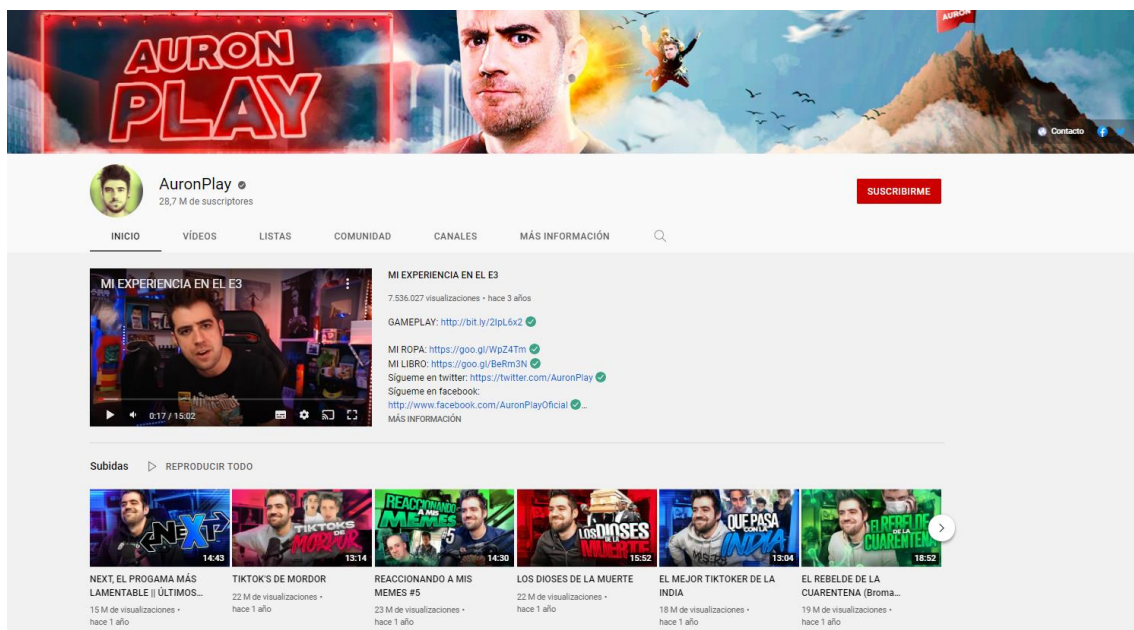 AURON
PLAY
AURON
Contacto
AuronPlay
28,7 M de suscriptores
SUSCRIBIRME
INICIO VÍDEOS LISTAS COMUNIDAD CANALES MÁS INFORMACIÓN
MI EXPERIENCIA EN EL E3
0:17 / 15:02
MI EXPERIENCIA EN EL E3
7.536.027 visualizaciones • hace 3 años
GAMEPLAY: http://bit.ly/2IpL6x2
MI ROPA: https://goo.gl/WpZ4Tm
MI LIBRO: https://goo.gl/BeRm3N
Sígueme en twitter: https://twitter.com/AuronPlay
Sígueme en facebook:
http://www.facebook.com/AuronPlayOficial ...
MÁS INFORMACIÓN
Subidas REPRODUCIR TODO
NEXT
14:43
TIKTOKS
DE
MORDOR
13:14
REACCIONANDO
A MIS
MEMES
#5
14:30
LOS DIOSES
DE LA
MUERTE
15:52
QUE PASA
CON LA
INDIA
13:04
EL REBELDE
DE LA
CUARENTENA
18:52
NEXT, EL PROGAMA MÁS
LAMENTABLE || ÚLTIMOS...
15 M de visualizaciones •
hace 1 año
TIKTOK'S DE MORDOR
22 M de visualizaciones •
hace 1 año
REACCIONANDO A MIS
MEMES #5
23 M de visualizaciones •
hace 1 año
LOS DIOSES DE LA MUERTE
22 M de visualizaciones •
hace 1 año
EL MEJOR TIKTOKER DE LA
INDIA
18 M de visualizaciones •
hace 1 año
EL REBELDE DE LA
CUARENTENA (Broma...
19 M de visualizaciones •
hace 1 año